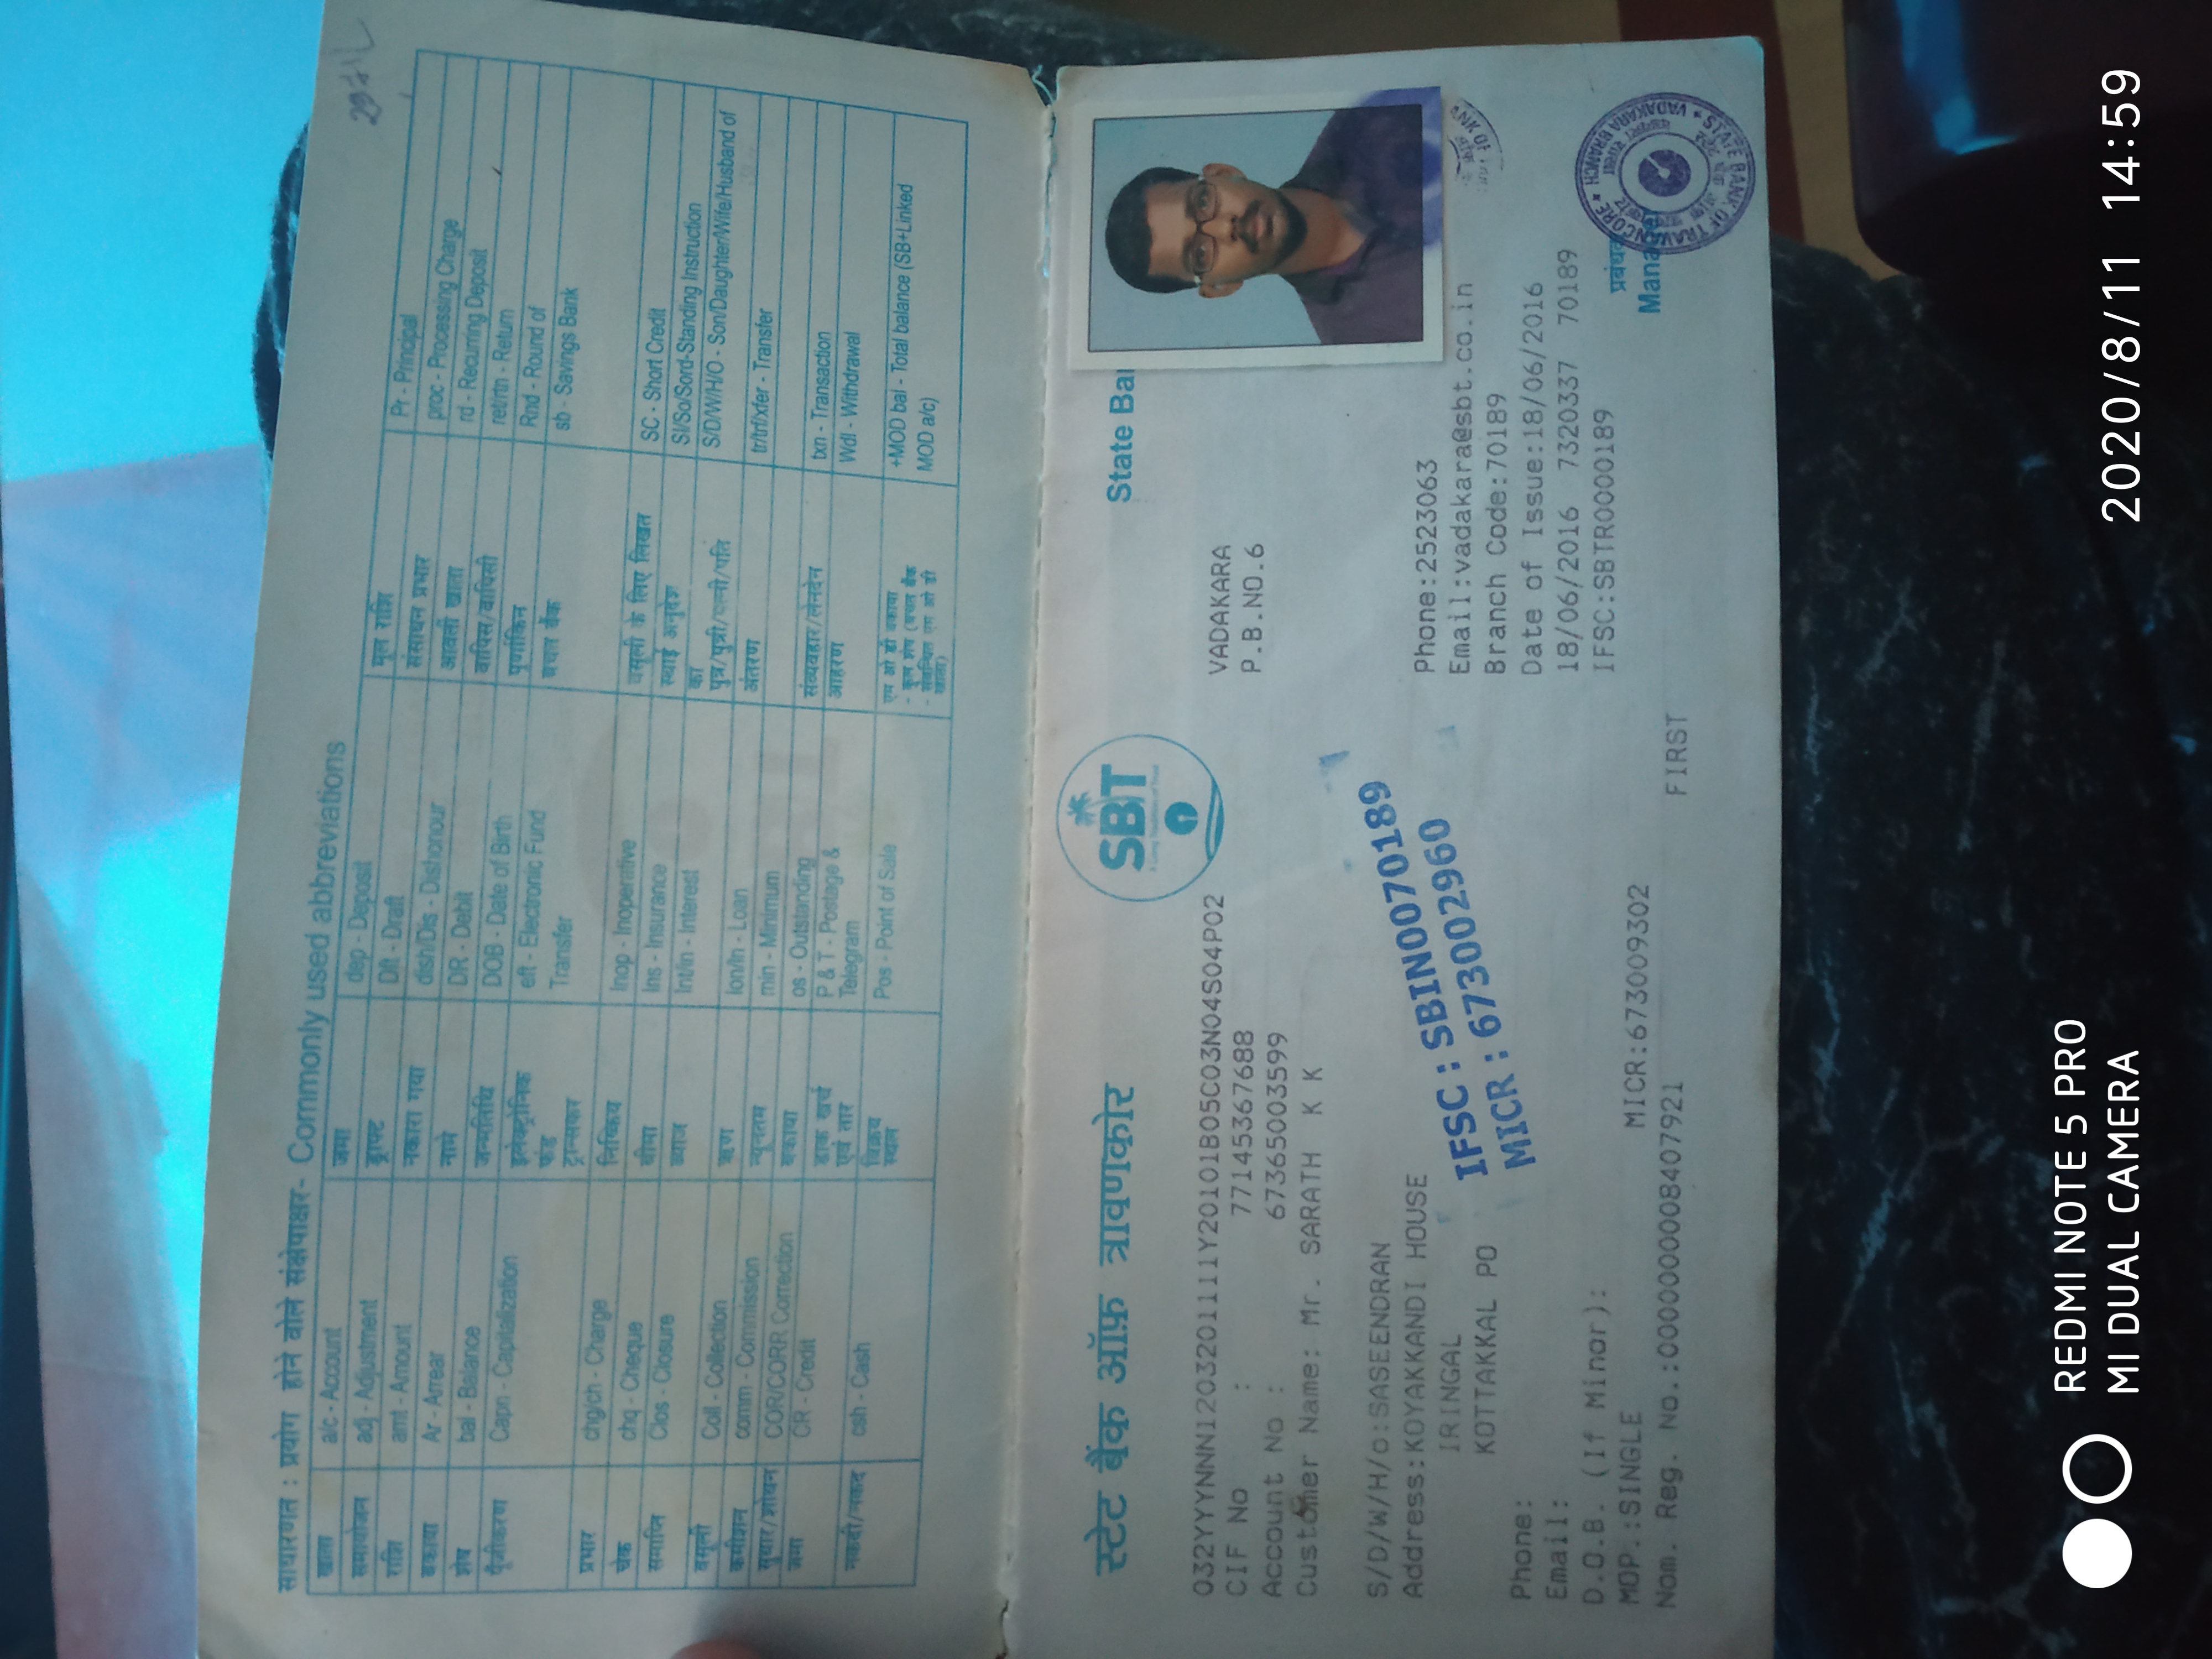 साधारणत : प्रयोग होने वोले संक्षेपाक्षर- Commonly used abbreviations
खाता a/c - Account जमा dep - Deposit मूल राशि Pr - Principal
समायोजन adj - Adjustment ड्राफ्ट Dft - Draft संसाधन प्रभार proc - Processing Charge
राशि amt - Amount नकारा गया dish/Dis - Dishonour आवर्ती खाता rd - Recurring Deposit
बकाया Ar - Arrear नामे DR - Debit वापिस/वापिसी ret/rtn - Return
शेष bal - Balance जन्मतिथि DOB - Date of Birth पूर्णांकन Rnd - Round of
पूँजीकरण Capn - Capitalization इलेक्ट्रोनिक eft - Electronic Fund बचत बैंक sb - Savings Bank
फंड
ट्रान्सफर Transfer
प्रभार chg/ch - Charge निष्क्रिय Inop - Inoperative वसूली के लिए लिखत SC - Short Credit
चेक chq - Cheque बीमा Ins - Insurance स्थाई अनुदेश SI/So/Sord-Standing Instruction
समाप्ति Clos - Closure ब्याज Int/in - Interest का
पुत्र/पुत्री/पत्नी/पति S/D/W/H/O - Son/Daughter/Wife/Husband of
वसूली Coll - Collection ऋण lon/ln - Loan अंतरण tr/trf/xfer - Transfer
कमीशन comm - Commission न्यूनतम min - Minimum
सुधार/शोधन COR/CORR Correction बकाया os - Outstanding संव्यवहार/लेनदेन txn - Transaction
जमा CR - Credit डाक खर्च P & T - Postage & आहरण Wdl - Withdrawal
एवं तार Telegram
नकदी/नकद csh - Cash विक्रय Pos - Point of Sale एम ओ डी बकाया +MOD bal - Total balance (SB+Linked
स्थल - कुल शेष (बचत बैंक MOD a/c)
- संबन्धित एम ओ डी
खाता)
स्टेट बैंक ऑफ़ त्रावणकोर SBT State Ba
A Long Tradition of Trust
032YYYNNN1203201111Y20101B05C03N04S04P02 VADAKARA
CIF No : 77145367688 P.B.NO.6
Account No : 67365003599
Customer Name: Mr. SARATH K K
S/D/W/H/o:SASEENDRAN
Address:KOYAKKANDI HOUSE
IRINGAL
KOTTAKKAL PO
IFSC : SBIN0070189
MICR : 673002960
Phone:2523063
Email:vadakara@sbt.co.in
Branch Code:70189
Date of Issue:18/06/2016
18/06/2016 7320337 70189
IFSC:SBTR0000189
Phone:
Email:
D.O.B. (If Minor):
MOP.:SINGLE MICR:673009302
Nom. Reg. No.:0000000008407921 FIRST
Manager
STATE BANK OF TRAVANCORE * VADAKARA BRANCH *
REDMI NOTE 5 PRO
MI DUAL CAMERA
2020/8/11 14:59